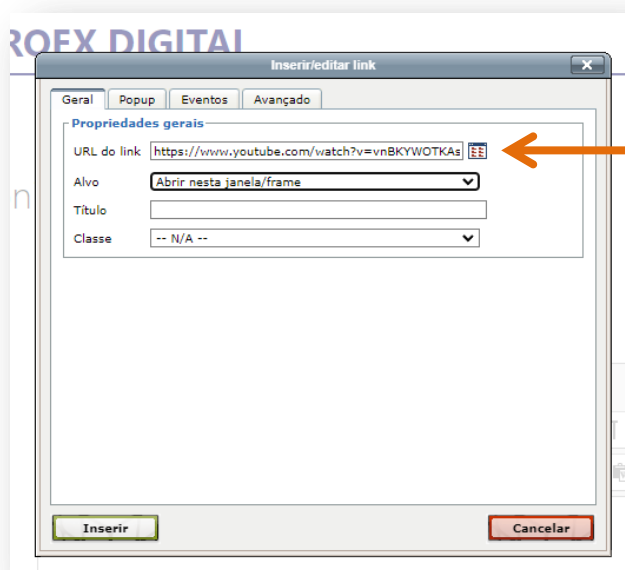 ROEX DIGITAL
Inserir/editar link
Geral Popup Eventos Avançado
Propriedades gerais
URL do link https://www.youtube.com/watch?v=vnBKYWOTKAs
Alvo Abrir nesta janela/frame
Título
Classe -- N/A --
n
Inserir Cancelar